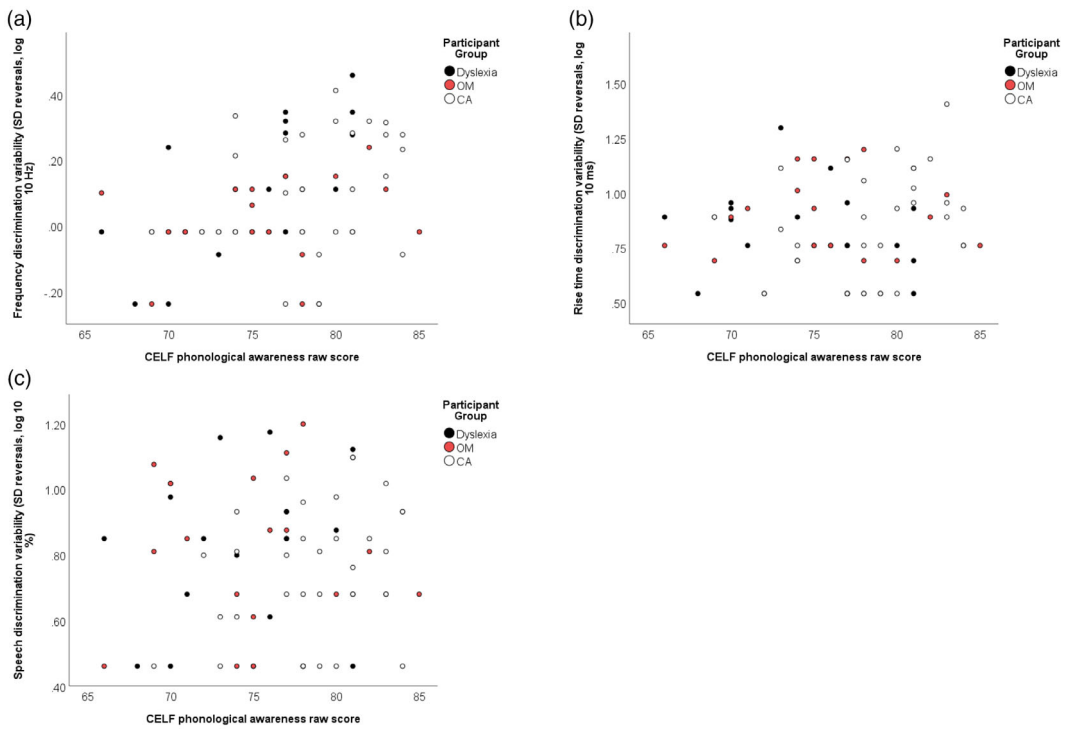 (a)
Frequency discrimination variability (SD reversals, log
10 Hz)
.40
.20
.00
-.20
65 70 75 80 85
CELF phonological awareness raw score
Participant
Group
Dyslexia
OM
CA
(b)
Rise time discrimination variability (SD reversals, log
10 ms)
1.50
1.25
1.00
0.75
.50
65 70 75 80 85
CELF phonological awareness raw score
Participant
Group
Dyslexia
OM
CA
(c)
Speech discrimination variability (SD reversals, log 10
%)
1.20
1.00
.80
.60
.40
65 70 75 80 85
CELF phonological awareness raw score
Participant
Group
Dyslexia
OM
CA